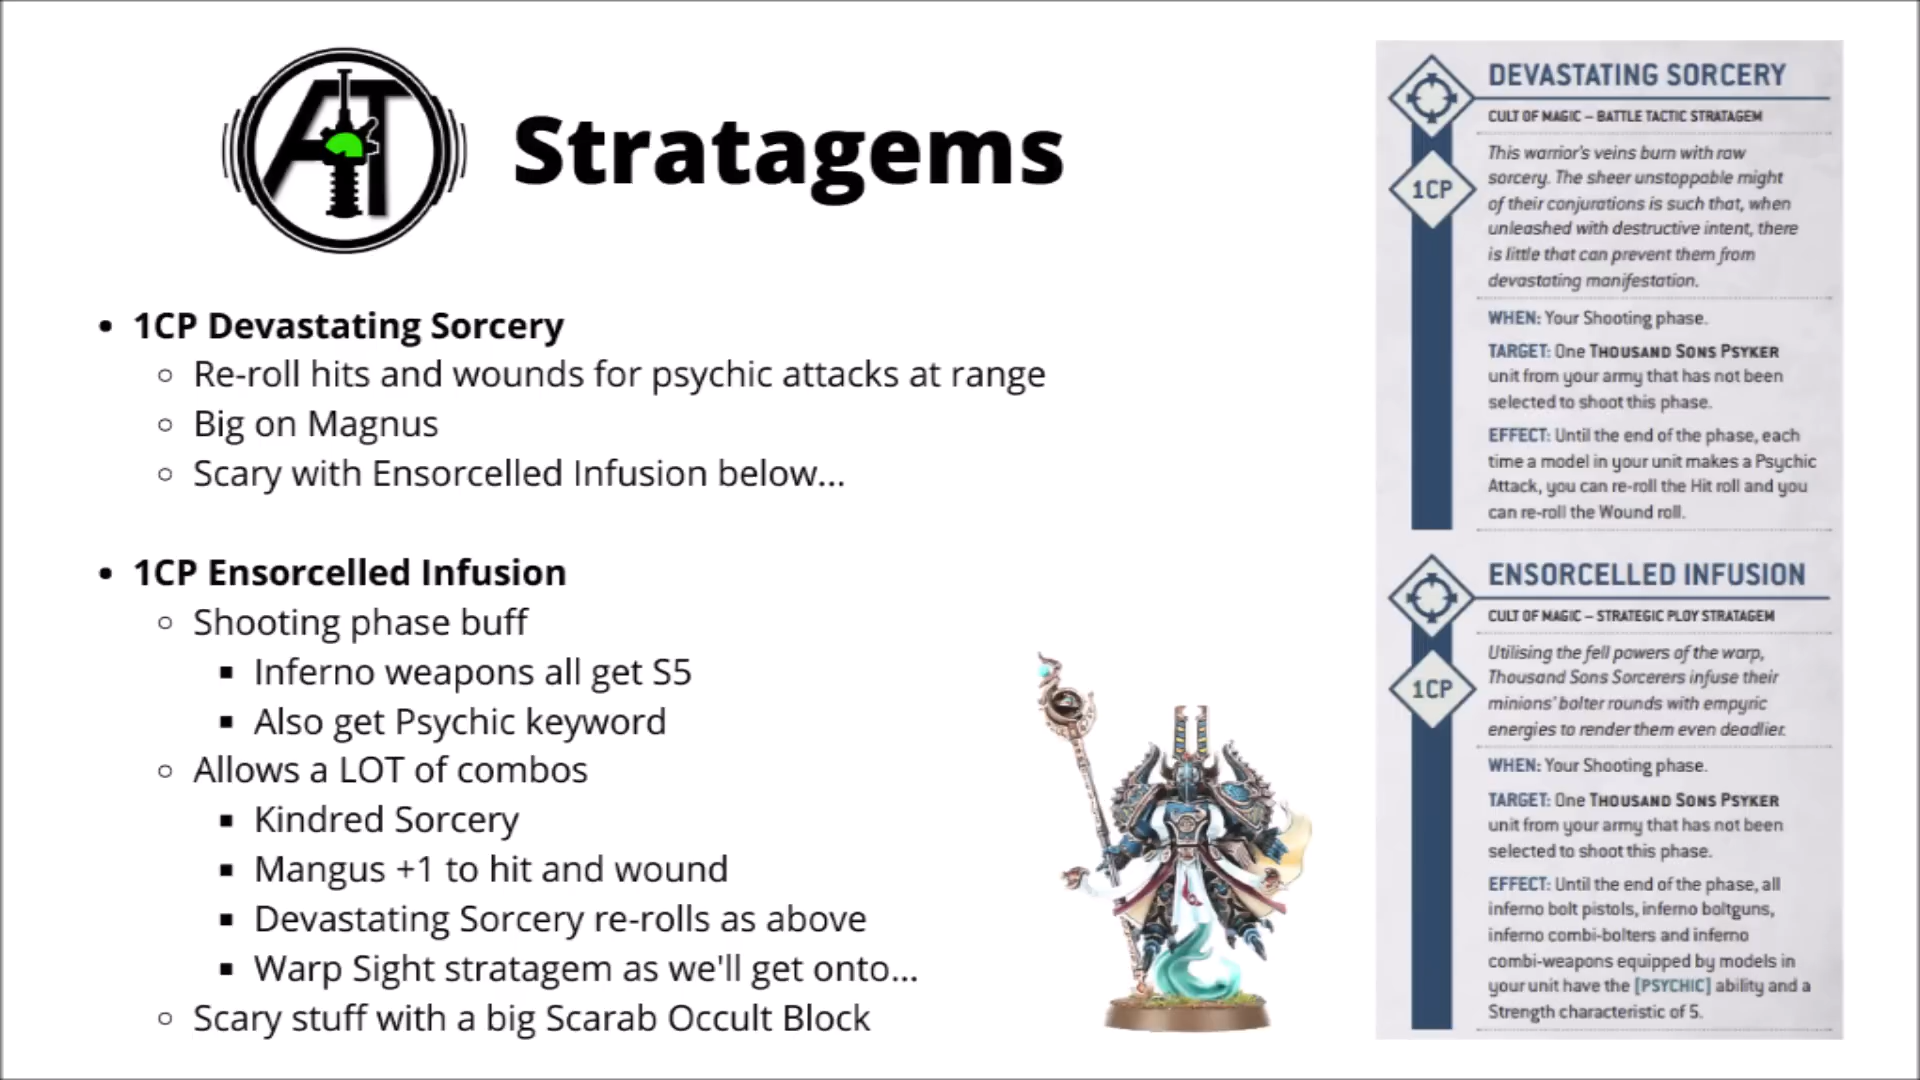 AT
Stratagems
• 1CP Devastating Sorcery
○ Re-roll hits and wounds for psychic attacks at range
○ Big on Magnus
○ Scary with Ensorcelled Infusion below...
• 1CP Ensorcelled Infusion
○ Shooting phase buff
▪ Inferno weapons all get S5
▪ Also get Psychic keyword
○ Allows a LOT of combos
▪ Kindred Sorcery
▪ Mangus +1 to hit and wound
▪ Devastating Sorcery re-rolls as above
▪ Warp Sight stratagem as we'll get onto...
○ Scary stuff with a big Scarab Occult Block
DEVASTATING SORCERY
CULT OF MAGIC – BATTLE TACTIC STRATAGEM
1CP
This warrior's veins burn with raw
sorcery. The sheer unstoppable might
of their conjurations is such that, when
unleashed with destructive intent, there
is little that can prevent them from
devastating manifestation.
WHEN: Your Shooting phase.
TARGET: One THOUSAND SONS PSYKER
unit from your army that has not been
selected to shoot this phase.
EFFECT: Until the end of the phase, each
time a model in your unit makes a Psychic
Attack, you can re-roll the Hit roll and you
can re-roll the Wound roll.
ENSORCELLED INFUSION
CULT OF MAGIC – STRATEGIC PLOY STRATAGEM
1CP
Utilising the fell powers of the warp,
Thousand Sons Sorcerers infuse their
minions' bolter rounds with empyric
energies to render them even deadlier.
WHEN: Your Shooting phase.
TARGET: One THOUSAND SONS PSYKER
unit from your army that has not been
selected to shoot this phase.
EFFECT: Until the end of the phase, all
inferno bolt pistols, inferno boltguns,
inferno combi-bolters and inferno
combi-weapons equipped by models in
your unit have the [PSYCHIC] ability and a
Strength characteristic of 5.